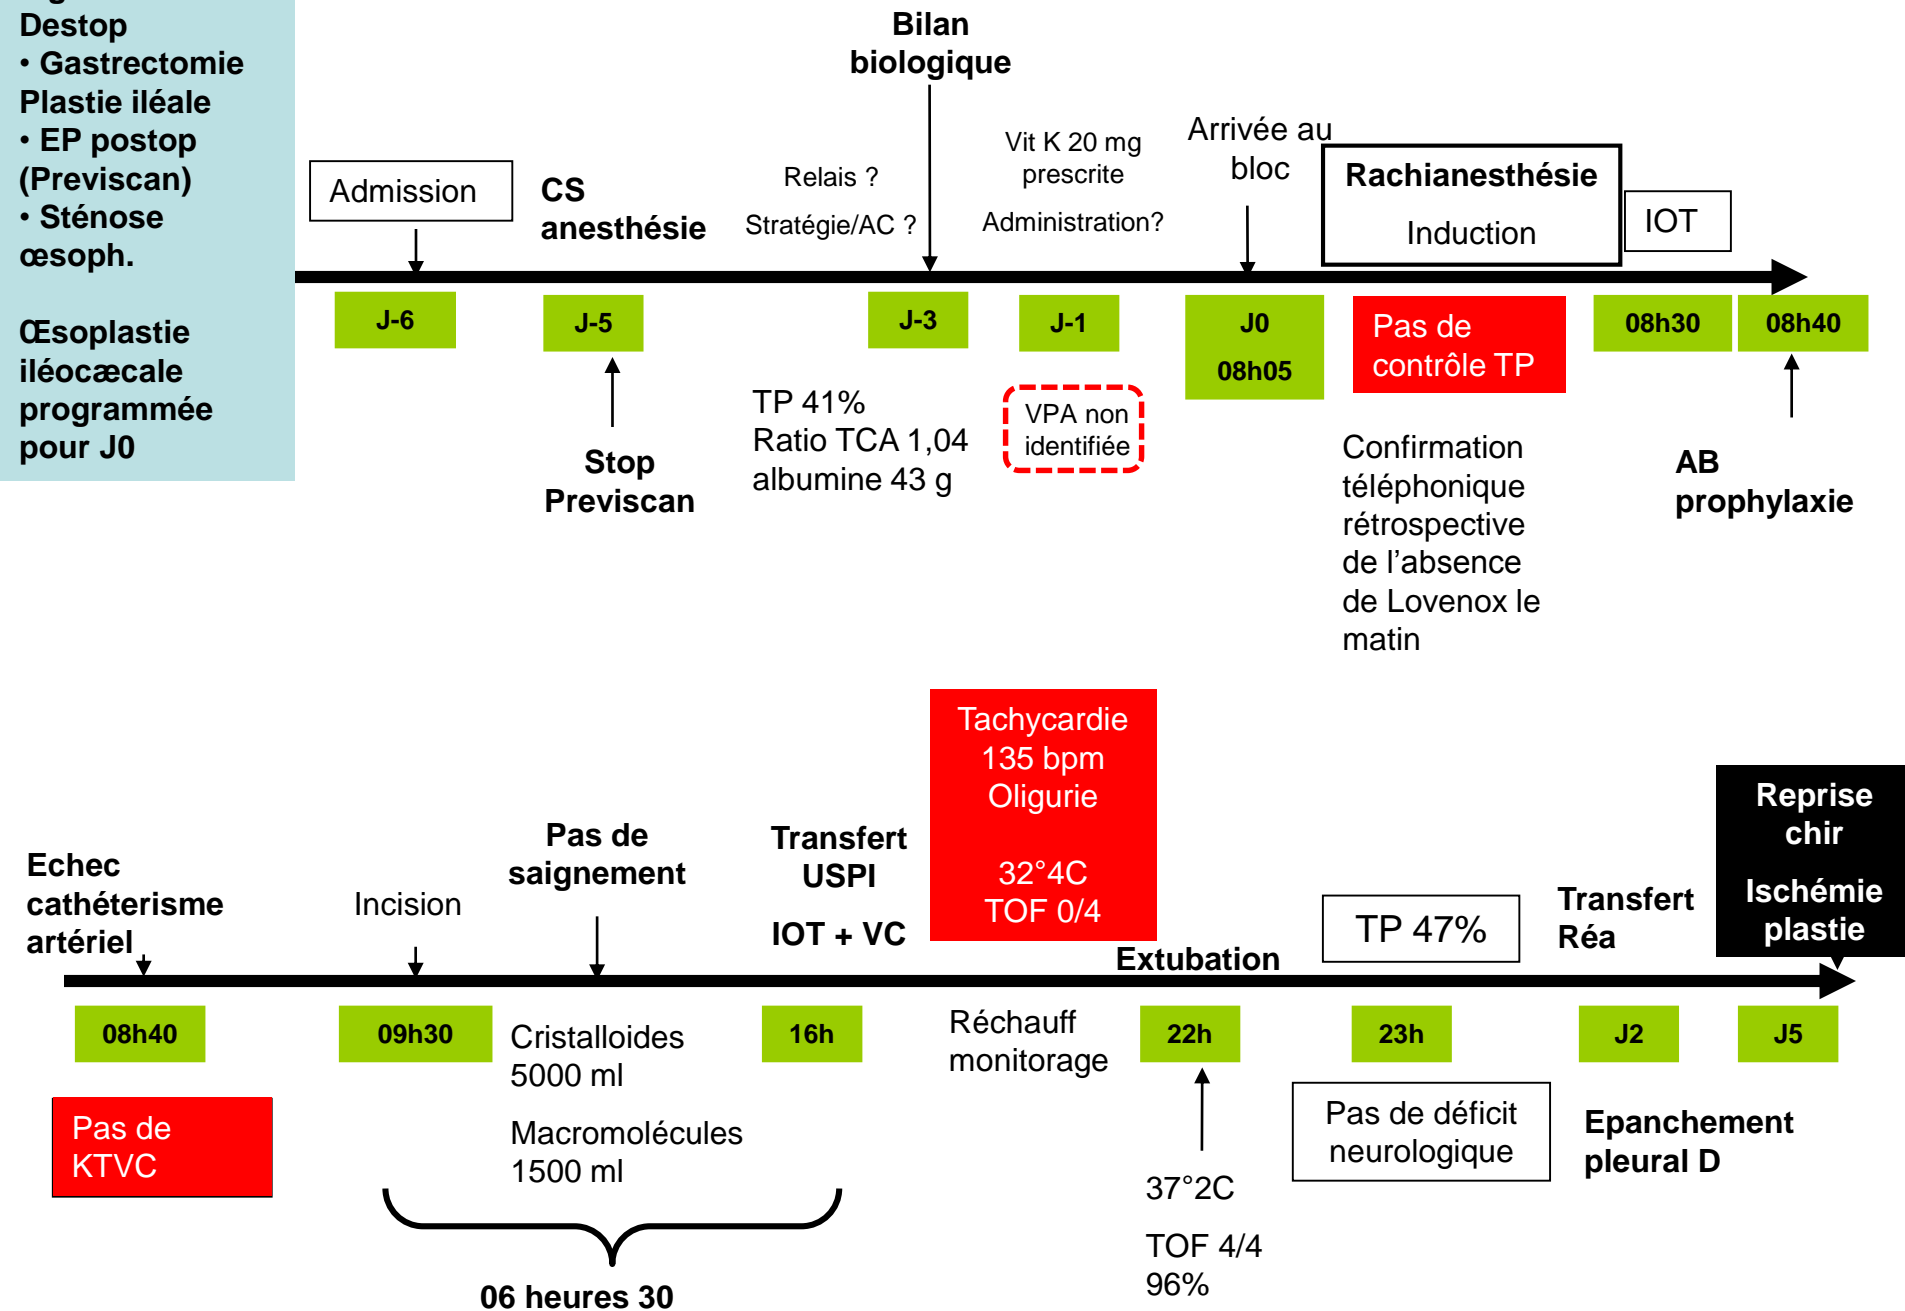 Destop
• Gastrectomie
Plastie iléale
• EP postop
(Previscan)
• Sténose
œsoph.
Œsoplastie
iléocæcale
programmée
pour J0
Bilan
biologique
Admission
CS
anesthésie
Relais ?
Stratégie/AC ?
Vit K 20 mg
prescrite
Administration?
Arrivée au
bloc
Rachianesthésie
Induction
IOT
J-6
J-5
J-3
J-1
J0
08h05
Pas de
contrôle TP
08h30
08h40
Stop
Previscan
TP 41%
Ratio TCA 1,04
albumine 43 g
VPA non
identifiée
Confirmation
téléphonique
rétrospective
de l'absence
de Lovenox le
matin
AB
prophylaxie
Echec
cathéterisme
artériel
Incision
Pas de
saignement
Transfert
USPI
IOT + VC
Tachycardie
135 bpm
Oligurie
32°4C
TOF 0/4
Extubation
TP 47%
Transfert
Réa
Reprise
chir
Ischémie
plastie
08h40
09h30
Cristalloides
5000 ml
Macromolécules
1500 ml
16h
Réchauff
monitorage
22h
23h
J2
J5
Pas de
KTVC
06 heures 30
37°2C
TOF 4/4
96%
Pas de déficit
neurologique
Epanchement
pleural D